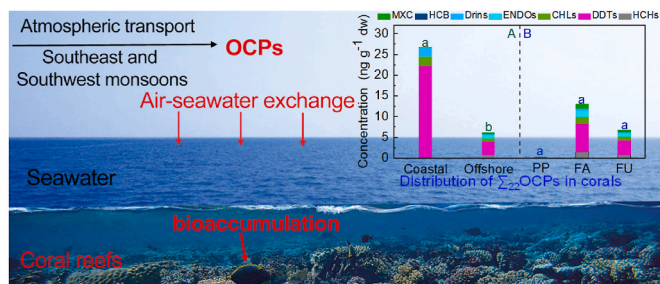 Atmospheric transport
Southeast and
Southwest monsoons
OCPs
Air-seawater exchange
Seawater
bioaccumulation
Coral reefs
MXC HCB Drins ENDOs CHLs DDTs HCHs
Concentration (ng g⁻¹ dw)
30
25
20
15
10
5
0
A B
a
b
a
a
a
Coastal Offshore PP FA FU
Distribution of ∑₂₂OCPs in corals